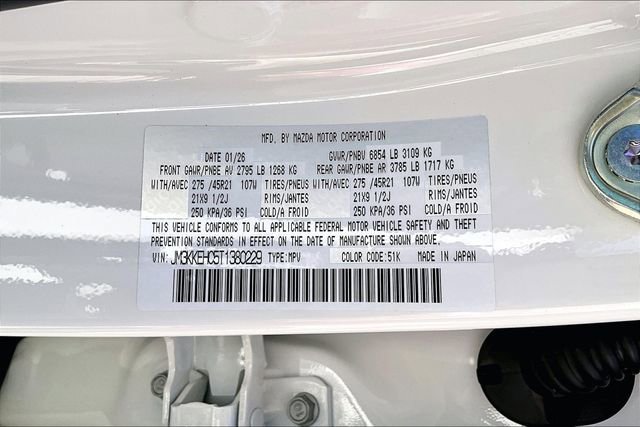 MFD. BY MAZDA MOTOR CORPORATION
DATE 01/26 GVWR/PNBV 6854 LB 3109 KG
FRONT GAWR/PNBE AV 2795 LB 1268 KG REAR GAWR/PNBE AR 3785 LB 1717 KG
WITH/AVEC 275 /45R21 107W TIRES/PNEUS WITH/AVEC 275 /45R21 107W TIRES/PNEUS
21X9 1/2J RIMS/JANTES 21X9 1/2J RIMS/JANTES
250 KPA/36 PSI COLD/A FROID 250 KPA/36 PSI COLD/A FROID
THIS VEHICLE CONFORMS TO ALL APPLICABLE FEDERAL MOTOR VEHICLE SAFETY AND THEFT
PREVENTION STANDARDS IN EFFECT ON THE DATE OF MANUFACTURE SHOWN ABOVE.
VIN: JM3KKEHC5T1380229 TYPE:MPV COLOR CODE:51K MADE IN JAPAN